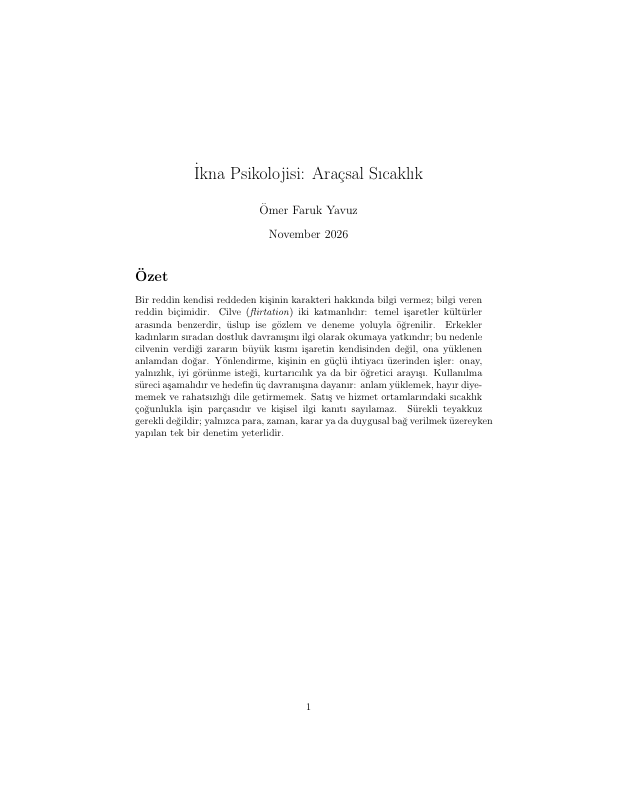 İkna Psikolojisi: Araçsal Sıcaklık
Ömer Faruk Yavuz
November 2026
Özet
Bir reddin kendisi reddeden kişinin karakteri hakkında bilgi vermez; bilgi veren
reddin biçimidir. Cilve (flirtation) iki katmanlıdır: temel işaretler kültürler
arasında benzerdir, üslup ise gözlem ve deneme yoluyla öğrenilir. Erkekler
kadınların sıradan dostluk davranışını ilgi olarak okumaya yatkındır; bu nedenle
cilvenin verdiği zararın büyük kısmı işaretin kendisinden değil, ona yüklenen
anlamdan doğar. Yönlendirme, kişinin en güçlü ihtiyacı üzerinden işler: onay,
yalnızlık, iyi görünme isteği, kurtarıcılık ya da bir öğretici arayışı. Kullanılma
süreci aşamalıdır ve hedefin üç davranışına dayanır: anlam yüklemek, hayır diye-
memek ve rahatsızlığı dile getirmemek. Satış ve hizmet ortamlarındaki sıcaklık
çoğunlukla işin parçasıdır ve kişisel ilgi kanıtı sayılamaz. Sürekli teyakkuz
gerekli değildir; yalnızca para, zaman, karar ya da duygusal bağ verilmek üzereyken
yapılan tek bir denetim yeterlidir.
1